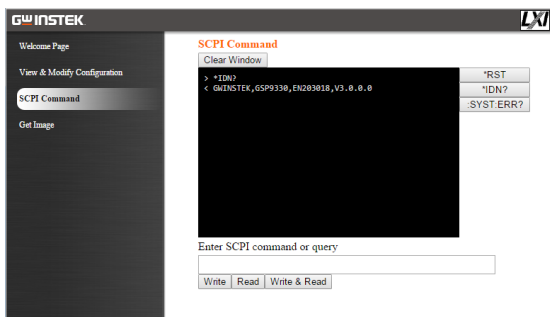 GWINSTEK
LXI
Welcome Page
View & Modify Configuration
SCPI Command
Get Image
SCPI Command
Clear Window
> *IDN?
< GWINSTEK,GSP9330,EN203018,V3.0.0.0
*RST
*IDN?
:SYST:ERR?
Enter SCPI command or query
Write Read Write & Read